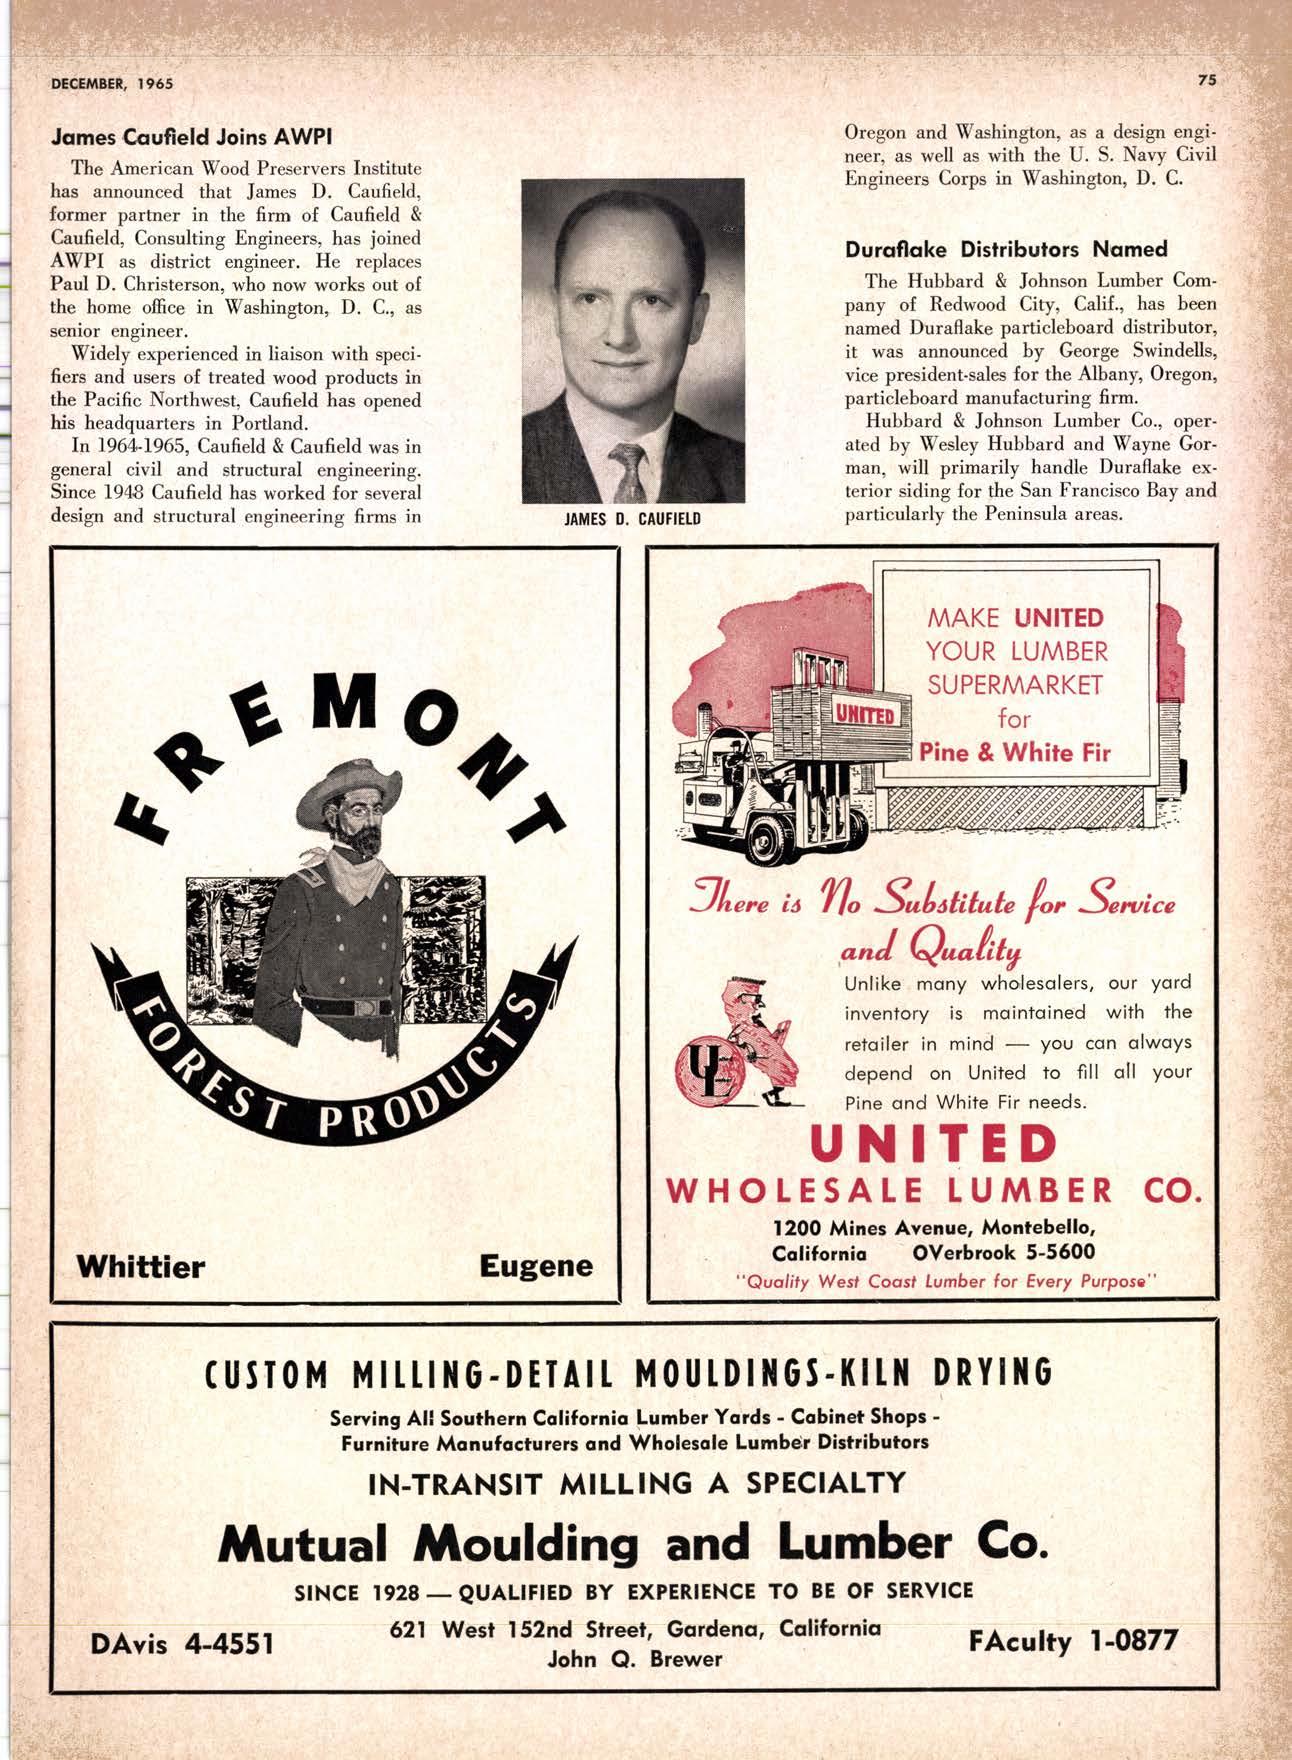 DECEMBER, 1965
75
James Caufield Joins AWPI
The American Wood Preservers Institute
has announced that James D. Caufield,
former partner in the firm of Caufield &
Caufield, Consulting Engineers, has joined
AWPI as district engineer. He replaces
Paul D. Christerson, who now works out of
the home office in Washington, D. C., as
senior engineer.
Widely experienced in liaison with speci-
fiers and users of treated wood products in
the Pacific Northwest, Caufield has opened
his headquarters in Portland.
In 1964-1965, Caufield & Caufield was in
general civil and structural engineering.
Since 1948 Caufield has worked for several
design and structural engineering firms in
JAMES D. CAUFIELD
Oregon and Washington, as a design engi-
neer, as well as with the U. S. Navy Civil
Engineers Corps in Washington, D. C.
Duraflake Distributors Named
The Hubbard & Johnson Lumber Com-
pany of Redwood City, Calif., has been
named Duraflake particleboard distributor,
it was announced by George Swindells,
vice president-sales for the Albany, Oregon,
particleboard manufacturing firm.
Hubbard & Johnson Lumber Co., oper-
ated by Wesley Hubbard and Wayne Gor-
man, will primarily handle Duraflake ex-
terior siding for the San Francisco Bay and
particularly the Peninsula areas.
FREMONT
FOREST PRODUCTS
Whittier Eugene
MAKE UNITED
YOUR LUMBER
SUPERMARKET
for
Pine & White Fir
UNITED
There is No Substitute for Service
and Quality
Unlike many wholesalers, our yard
inventory is maintained with the
retailer in mind — you can always
depend on United to fill all your
Pine and White Fir needs.
UNITED
WHOLESALE LUMBER CO.
1200 Mines Avenue, Montebello,
California OVerbrook 5-5600
"Quality West Coast Lumber for Every Purpose"
CUSTOM MILLING-DETAIL MOULDINGS-KILN DRYING
Serving All Southern California Lumber Yards - Cabinet Shops -
Furniture Manufacturers and Wholesale Lumber Distributors
IN-TRANSIT MILLING A SPECIALTY
Mutual Moulding and Lumber Co.
SINCE 1928 — QUALIFIED BY EXPERIENCE TO BE OF SERVICE
621 West 152nd Street, Gardena, California
DAvis 4-4551
John Q. Brewer
FAculty 1-0877